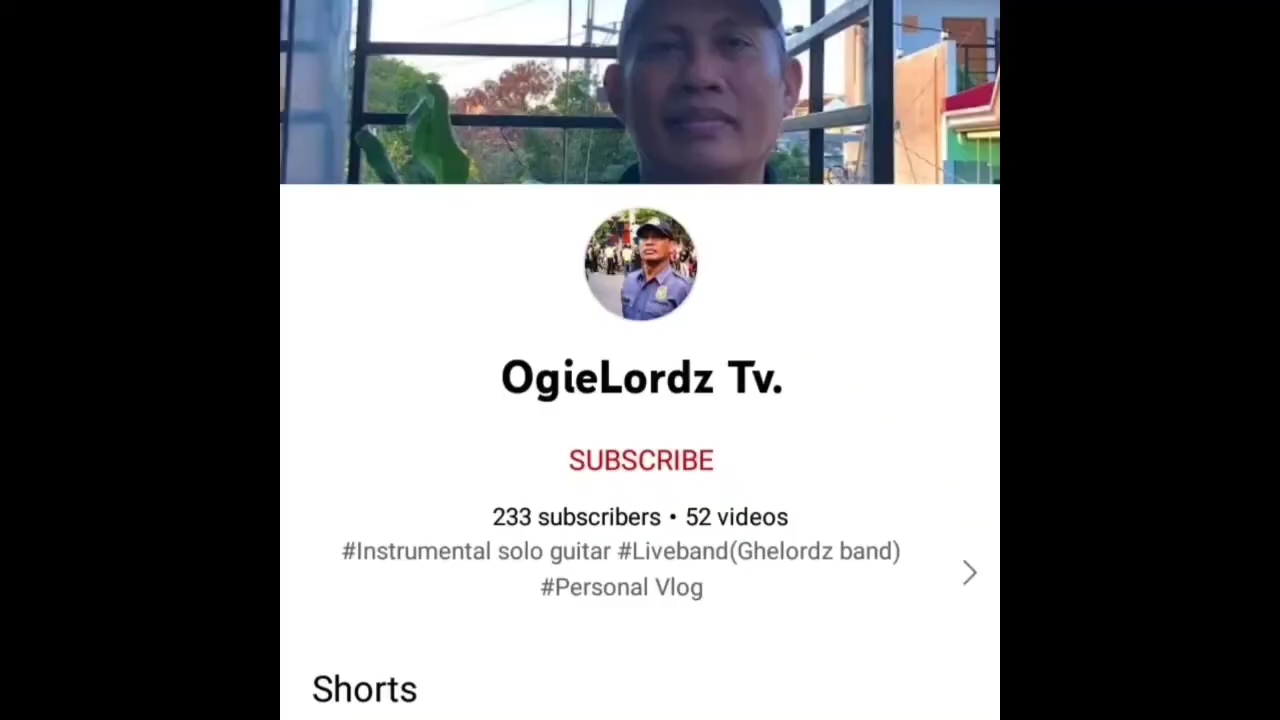 OgieLordz Tv.
SUBSCRIBE
233 subscribers • 52 videos
#Instrumental solo guitar #Liveband(Ghelordz band)
#Personal Vlog
Shorts